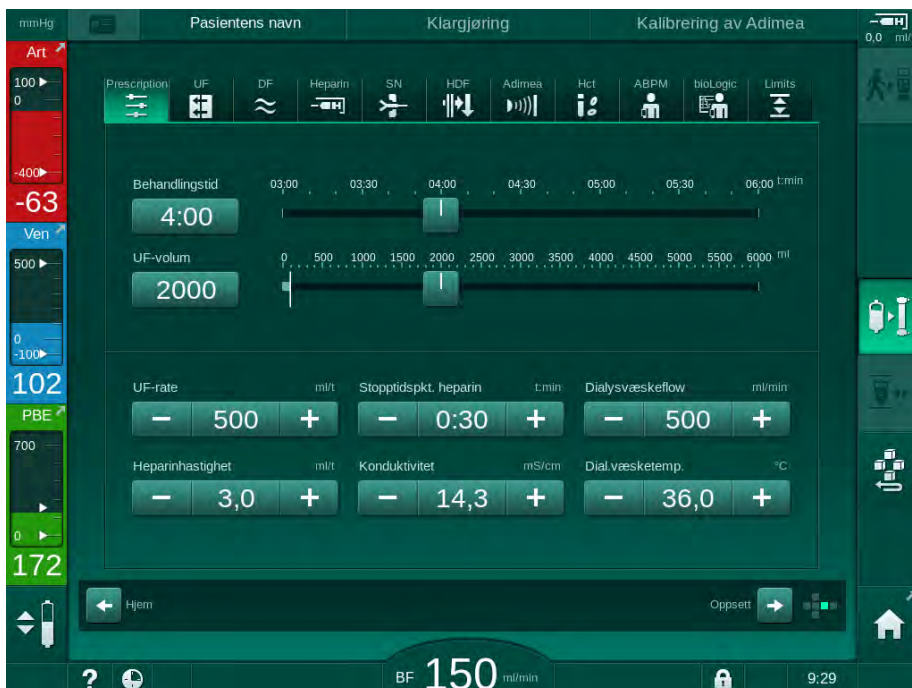 mmHg Pasientens navn Klargjøring Kalibrering av Adimea
0,0 ml/
Art
100
0
-400
-63
Ven
500
0
-100
102
PBE
700
0
172
Prescription UF DF Heparin SN HDF Adimea Hct ABPM bioLogic Limits
Behandlingstid 03:00 03:30 04:00 04:30 05:00 05:30 06:00 t:min
4:00
UF-volum 0 500 1000 1500 2000 2500 3000 3500 4000 4500 5000 5500 6000 ml
2000
UF-rate ml/t Stopptidspkt. heparin t:min Dialysvæskeflow ml/min
− 500 + − 0:30 + − 500 +
Heparinhastighet ml/t Konduktivitet mS/cm Dial.væsketemp. °C
− 3,0 + − 14,3 + − 36,0 +
Hjem Oppsett
? BF 150 ml/min 9:29